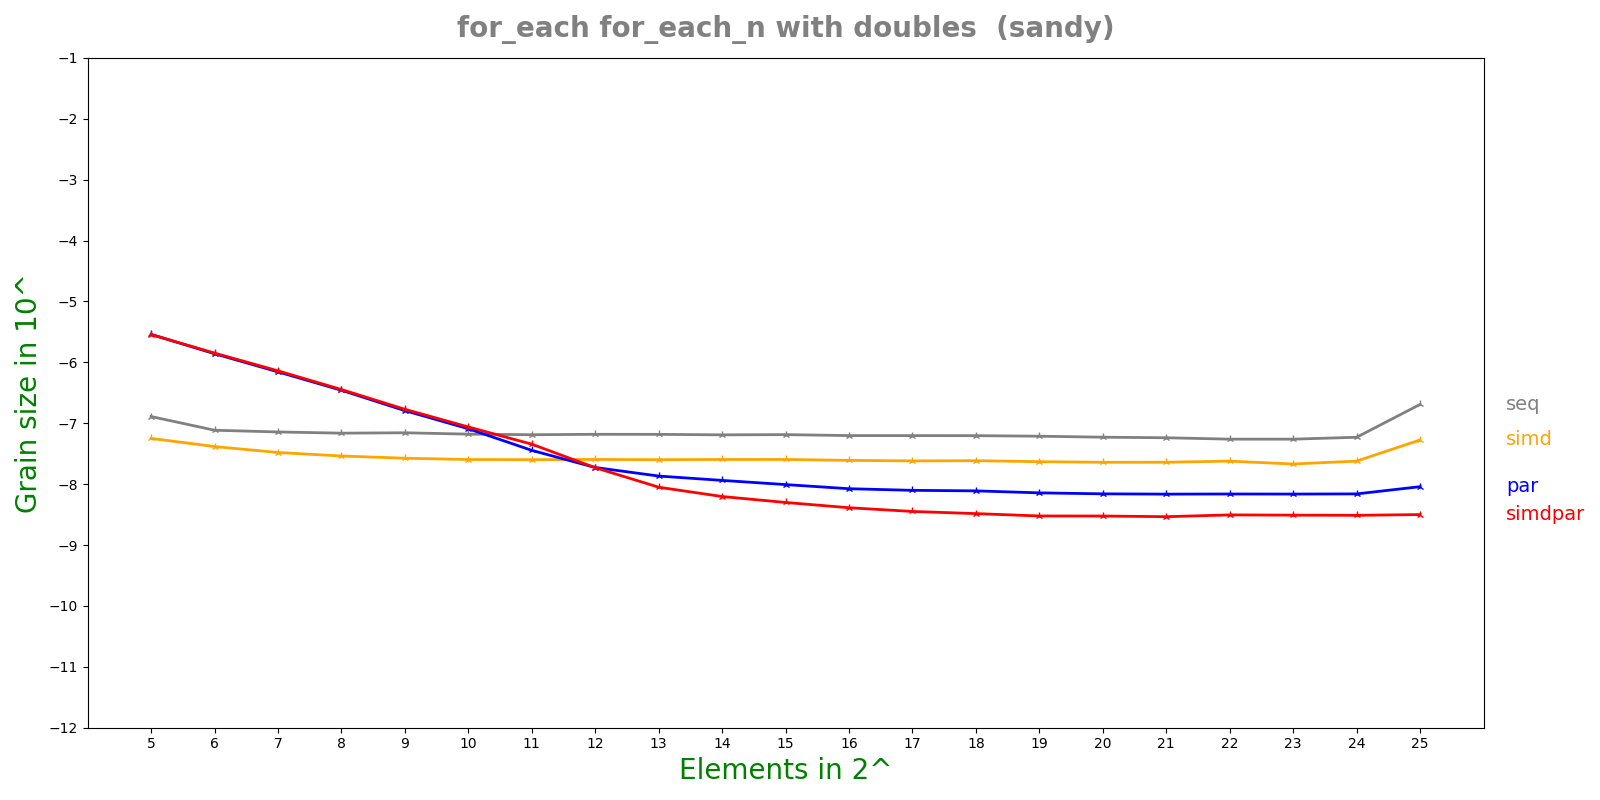 for_each for_each_n with doubles  (sandy)
Grain size in 10^
−1
−2
−3
−4
−5
−6
−7
−8
−9
−10
−11
−12
5 6 7 8 9 10 11 12 13 14 15 16 17 18 19 20 21 22 23 24 25
Elements in 2^
seq
simd
par
simdpar